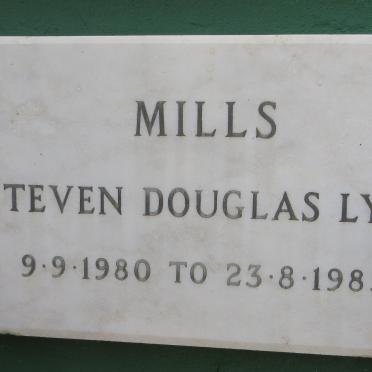 MILLS
TEVEN DOUGLAS LY
9·9·1980 TO 23·8·198